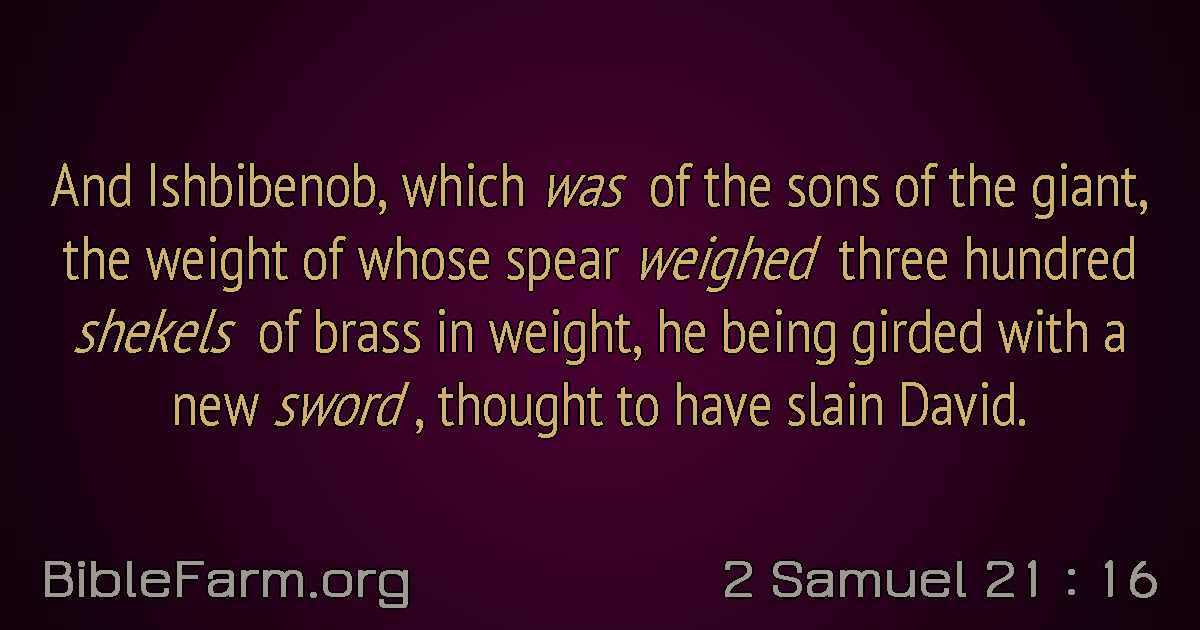 And Ishbibenob, which was of the sons of the giant,
the weight of whose spear weighed three hundred
shekels of brass in weight, he being girded with a
new sword , thought to have slain David.
BibleFarm.org
2 Samuel 21 : 16